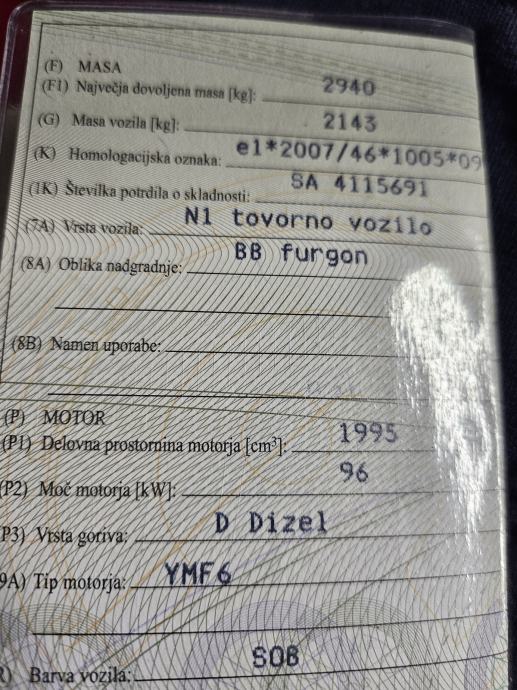 (F) MASA
(F1) Največja dovoljena masa [kg]: 2940
(G) Masa vozila [kg]: 2143
(K) Homologacijska oznaka: e1*2007/46*1005*09
(1K) Številka potrdila o skladnosti: SA 4115691
(7A) Vrsta vozila: N1 tovorno vozilo
(8A) Oblika nadgradnje: BB furgon
(8B) Namen uporabe:
(P) MOTOR
(P1) Delovna prostornina motorja [cm³]: 1995
(P2) Moč motorja [kW]: 96
P3) Vrsta goriva: D Dizel
9A) Tip motorja: YMF6
R) Barva vozila: SOB